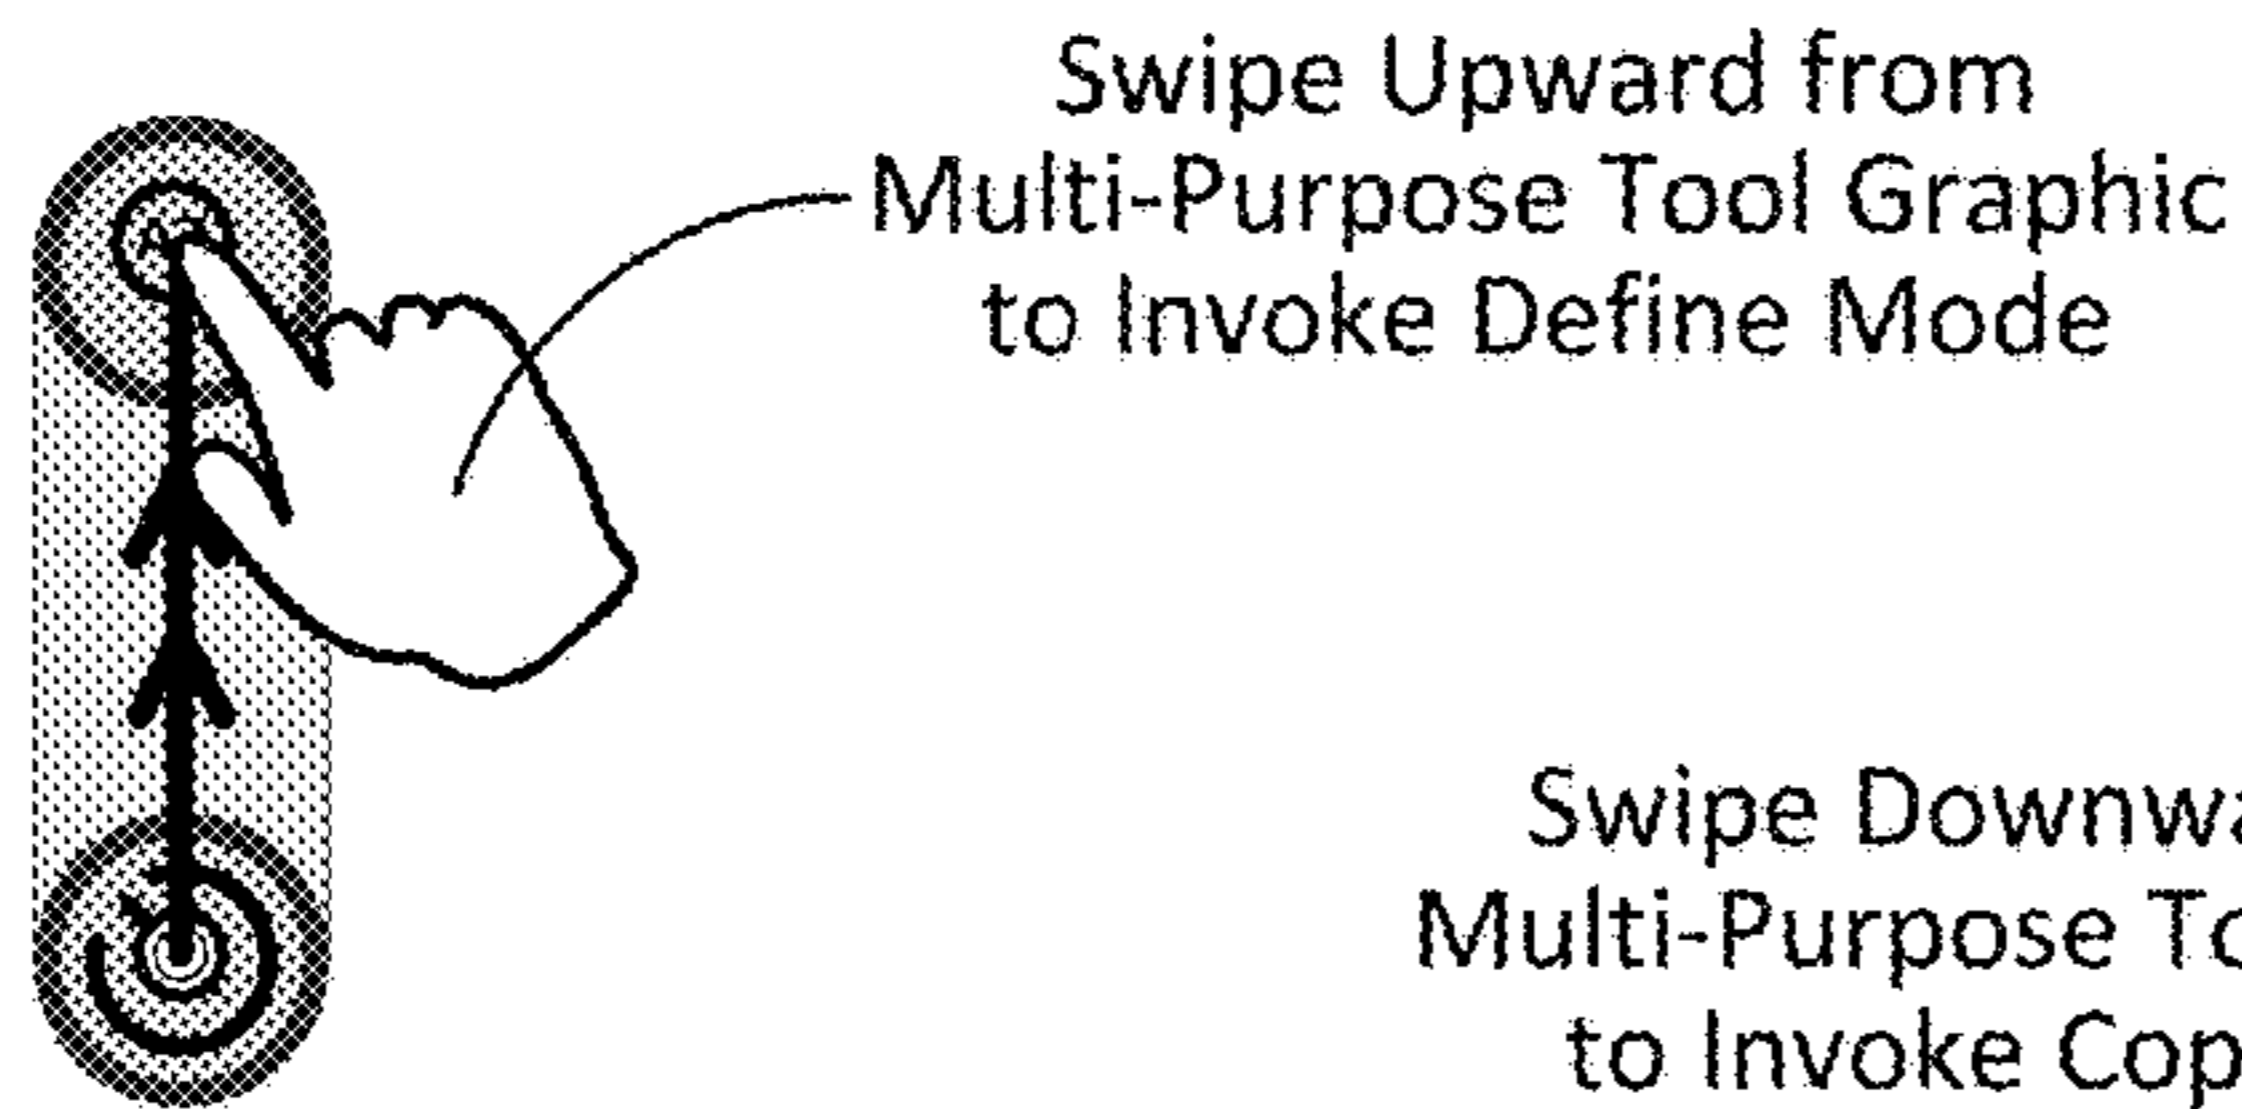 Swipe Upward from
Multi-Purpose Tool Graphic
to Invoke Define Mode
Swipe
Multi-Purpose
to Invoke